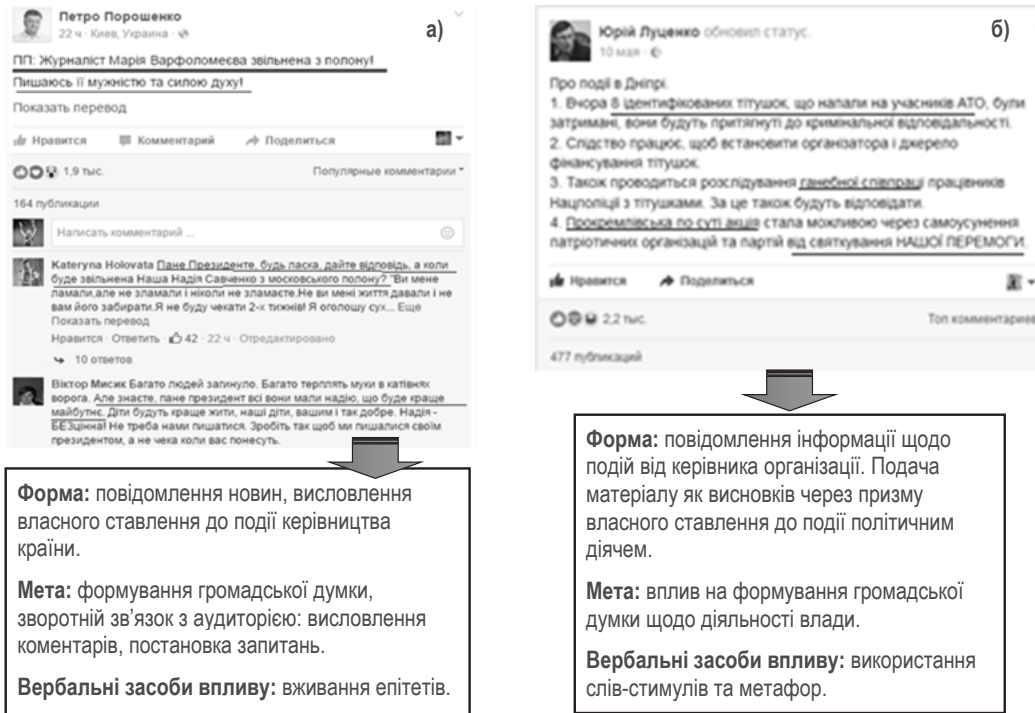 Петро Порошенко
22 ч · Киев, Украина ·
а)
ПП: Журналіст Марія Варфоломеєва звільнена з полону!
Пишаюсь її мужністю та силою духу!
Показать перевод
Нравится Комментарий Поделиться
1,9 тыс. Популярные комментарии
164 публикации
Написать комментарий ...
Kateryna Holovata Пане Президенте, будь ласка, дайте відповідь, а коли
буде звільнена Наша Надія Савченко з московського полону? "Ви мене
ламали,але не зламали і ніколи не зламаєте.Не ви мені життя давали і не
вам його забирати.Я не буду чекати 2-х тижнів! Я оголошу сух... Еще
Показать перевод
Нравится · Ответить · 42 · 22 ч · Отредактировано
10 ответов
Віктор Мисик Багато людей загинуло. Багато терплять муки в катівнях
ворога. Але знаєте, пане президент всі вони мали надію, що буде краще
майбутнє. Діти будуть краще жити, наші діти, вашим і так добре. Надія -
БЕЗцінна! Не треба нами пишатися. Зробіть так щоб ми пишалися своїм
президентом, а не чека коли вас понесуть.
Форма: повідомлення новин, висловлення
власного ставлення до події керівництва
країни.
Мета: формування громадської думки,
зворотній зв’язок з аудиторією: висловлення
коментарів, постановка запитань.
Вербальні засоби впливу: вживання епітетів.
Юрій Луценко обновил статус.
10 мая ·
б)
Про події в Дніпрі.
1. Вчора 8 ідентифікованих тітушок, що напали на учасників АТО, були
затримані, вони будуть притягнуті до кримінальної відповідальності.
2. Слідство працює, щоб встановити організатора і джерело
фінансування тітушок.
3. Також проводиться розслідування ганебної співпраці працівників
Нацполіції з тітушками. За це також будуть відповідати.
4. Прокремлівська по суті акція стала можливою через самоусунення
патріотичних організацій та партій від святкування НАШОЇ ПЕРЕМОГИ.
Нравится Поделиться
2,2 тыс. Топ комментариев
477 публикаций
Форма: повідомлення інформації щодо
подій від керівника організації. Подача
матеріалу як висновків через призму
власного ставлення до події політичним
діячем.
Мета: вплив на формування громадської
думки щодо діяльності влади.
Вербальні засоби впливу: використання
слів-стимулів та метафор.